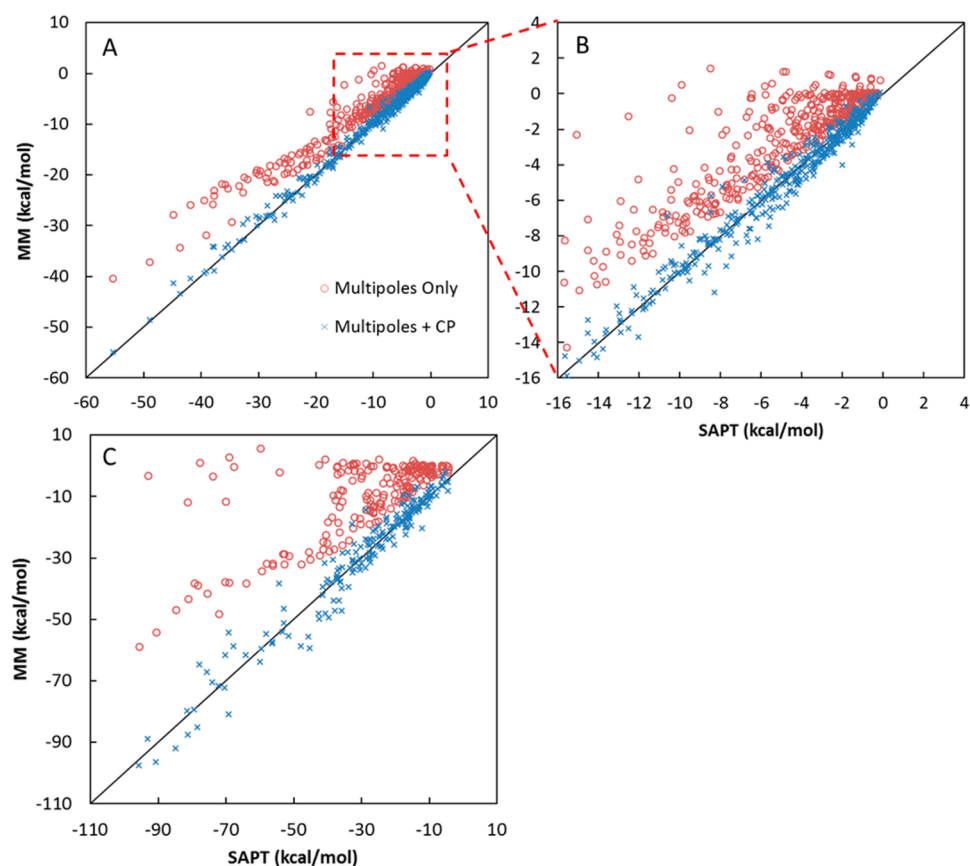 A
MM (kcal/mol)
10
0
-10
-20
-30
-40
-50
-60
-60 -50 -40 -30 -20 -10 0 10
Multipoles Only
Multipoles + CP
B
4
2
0
-2
-4
-6
-8
-10
-12
-14
-16
-16 -14 -12 -10 -8 -6 -4 -2 0 2 4
SAPT (kcal/mol)
C
MM (kcal/mol)
10
-10
-30
-50
-70
-90
-110
-110 -90 -70 -50 -30 -10 10
SAPT (kcal/mol)